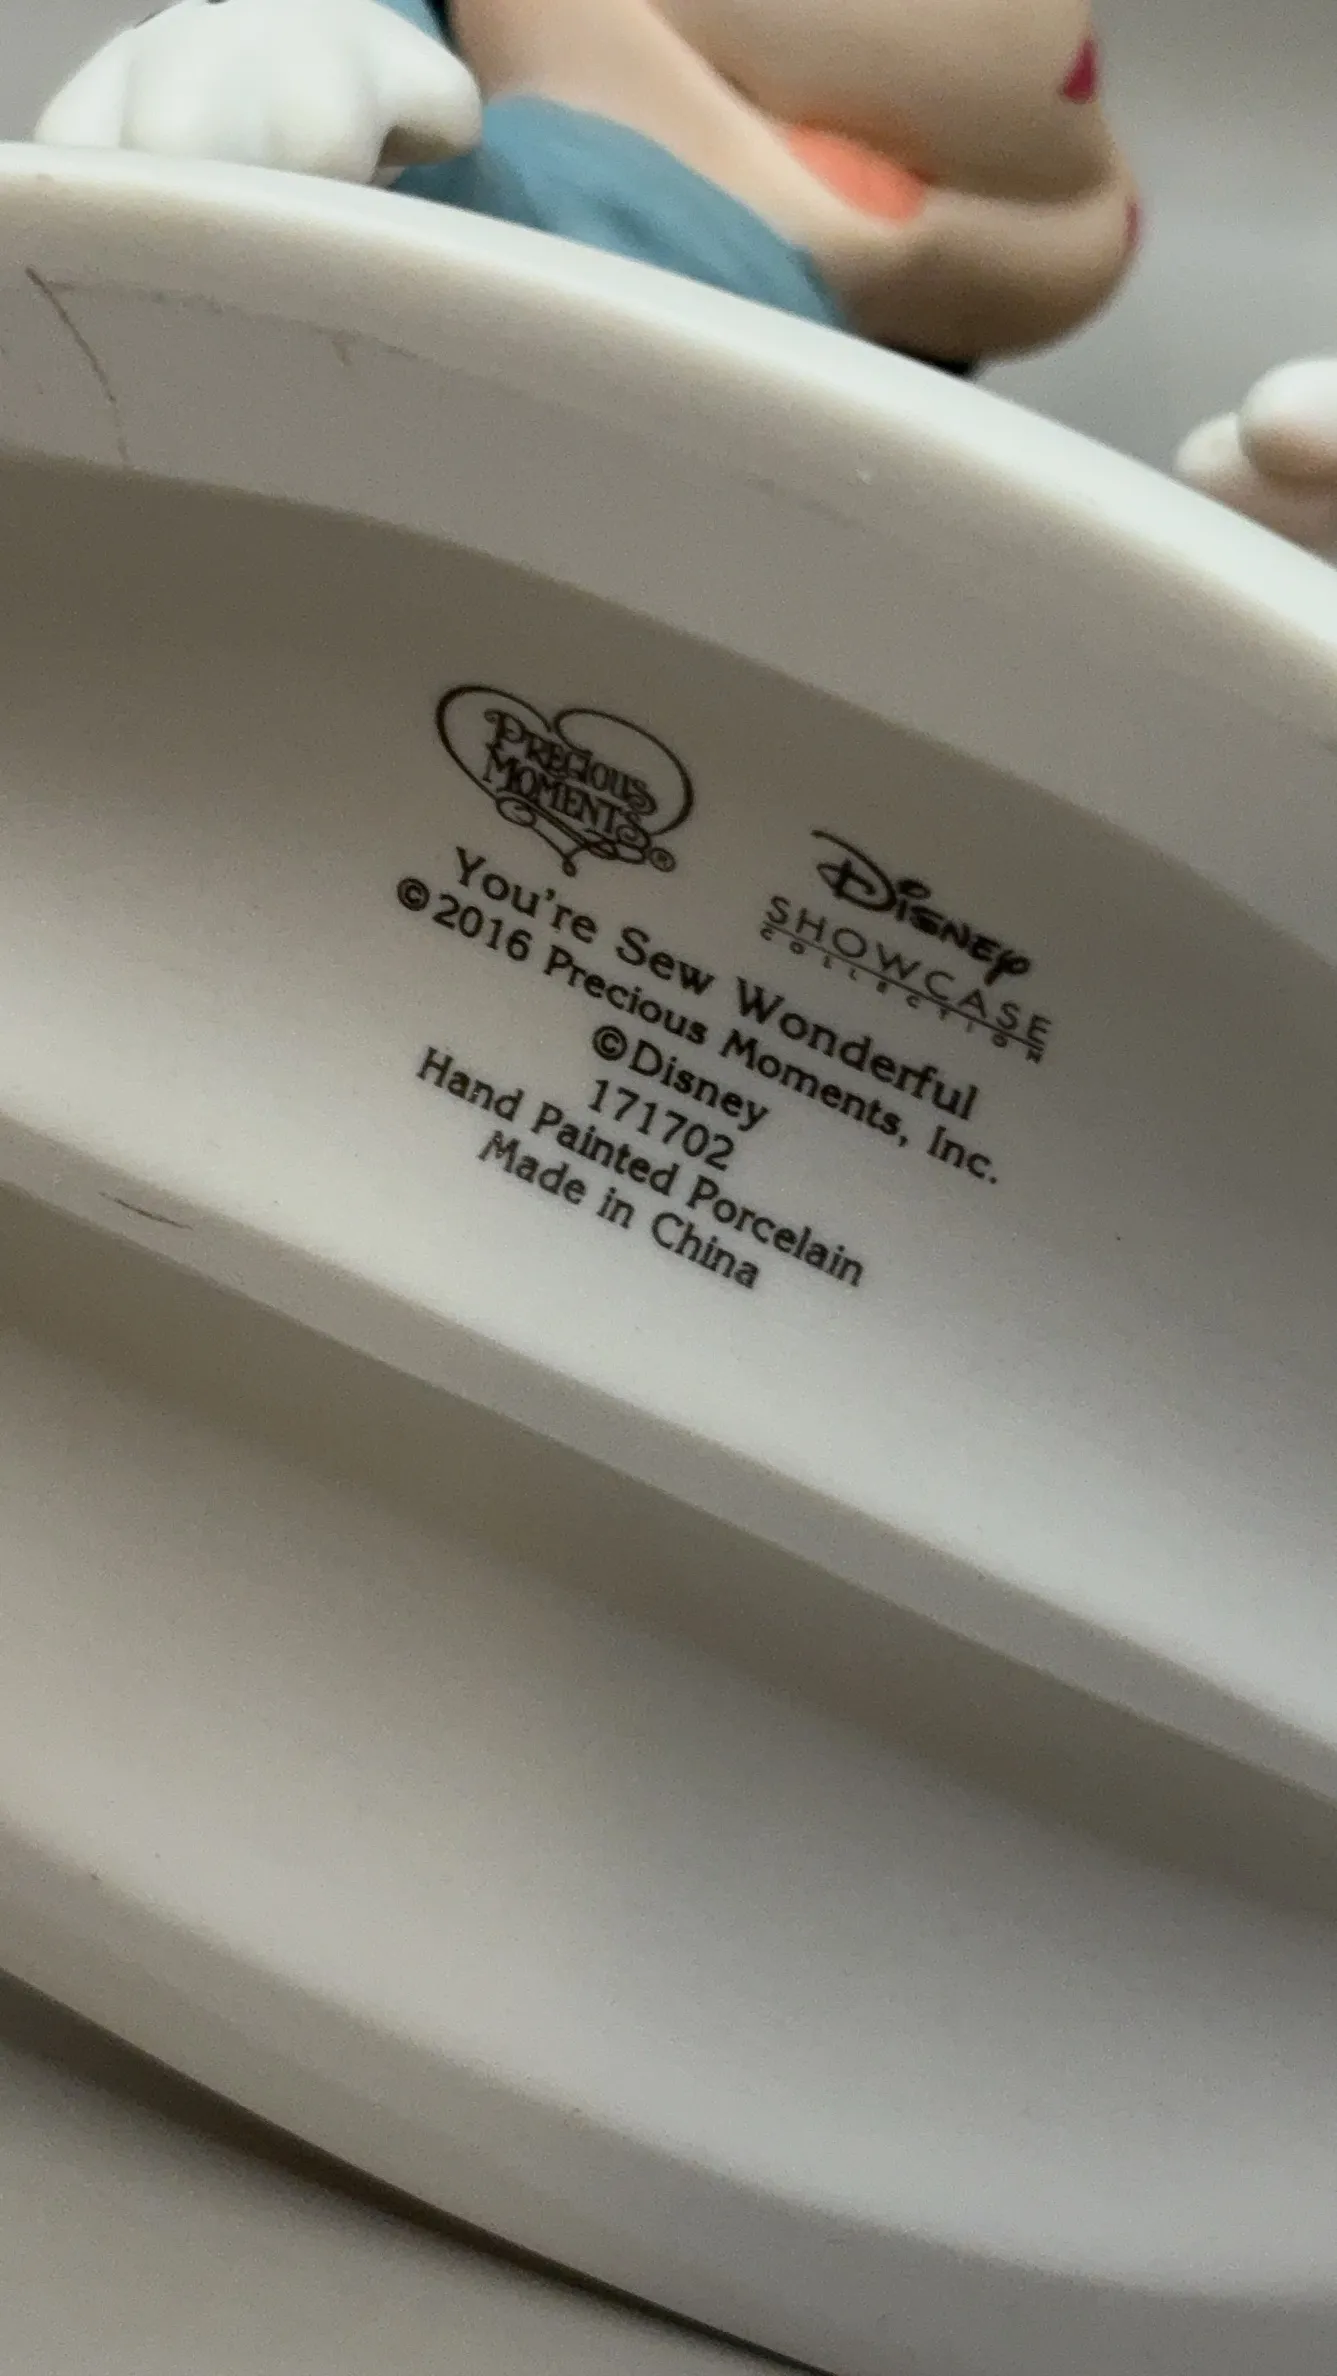 PRECIOUS
MOMENTS®
DISNEY
SHOWCASE
COLLECTION
You're Sew Wonderful
©2016 Precious Moments, Inc.
©Disney
171702
Hand Painted Porcelain
Made in China